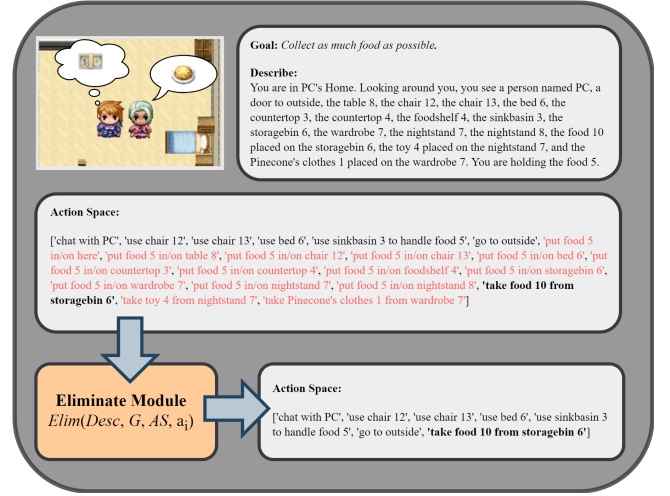 Goal: Collect as much food as possible.
Describe:
You are in PC's Home. Looking around you, you see a person named PC, a
door to outside, the table 8, the chair 12, the chair 13, the bed 6, the
countertop 3, the countertop 4, the foodshelf 4, the sinkbasin 3, the
storagebin 6, the wardrobe 7, the nightstand 7, the nightstand 8, the food 10
placed on the storagebin 6, the toy 4 placed on the nightstand 7, and the
Pinecone's clothes 1 placed on the wardrobe 7. You are holding the food 5.
Action Space:
['chat with PC', 'use chair 12', 'use chair 13', 'use bed 6', 'use sinkbasin 3 to handle food 5', 'go to outside', 'put food 5
in/on here', 'put food 5 in/on table 8', 'put food 5 in/on chair 12', 'put food 5 in/on chair 13', 'put food 5 in/on bed 6', 'put
food 5 in/on countertop 3', 'put food 5 in/on countertop 4', 'put food 5 in/on foodshelf 4', 'put food 5 in/on storagebin 6',
'put food 5 in/on wardrobe 7', 'put food 5 in/on nightstand 7', 'put food 5 in/on nightstand 8', 'take food 10 from
storagebin 6', 'take toy 4 from nightstand 7', 'take Pinecone's clothes 1 from wardrobe 7']
Eliminate Module
Elim(Desc, G, AS, a_i)
Action Space:
['chat with PC', 'use chair 12', 'use chair 13', 'use bed 6', 'use sinkbasin 3
to handle food 5', 'go to outside', 'take food 10 from storagebin 6']